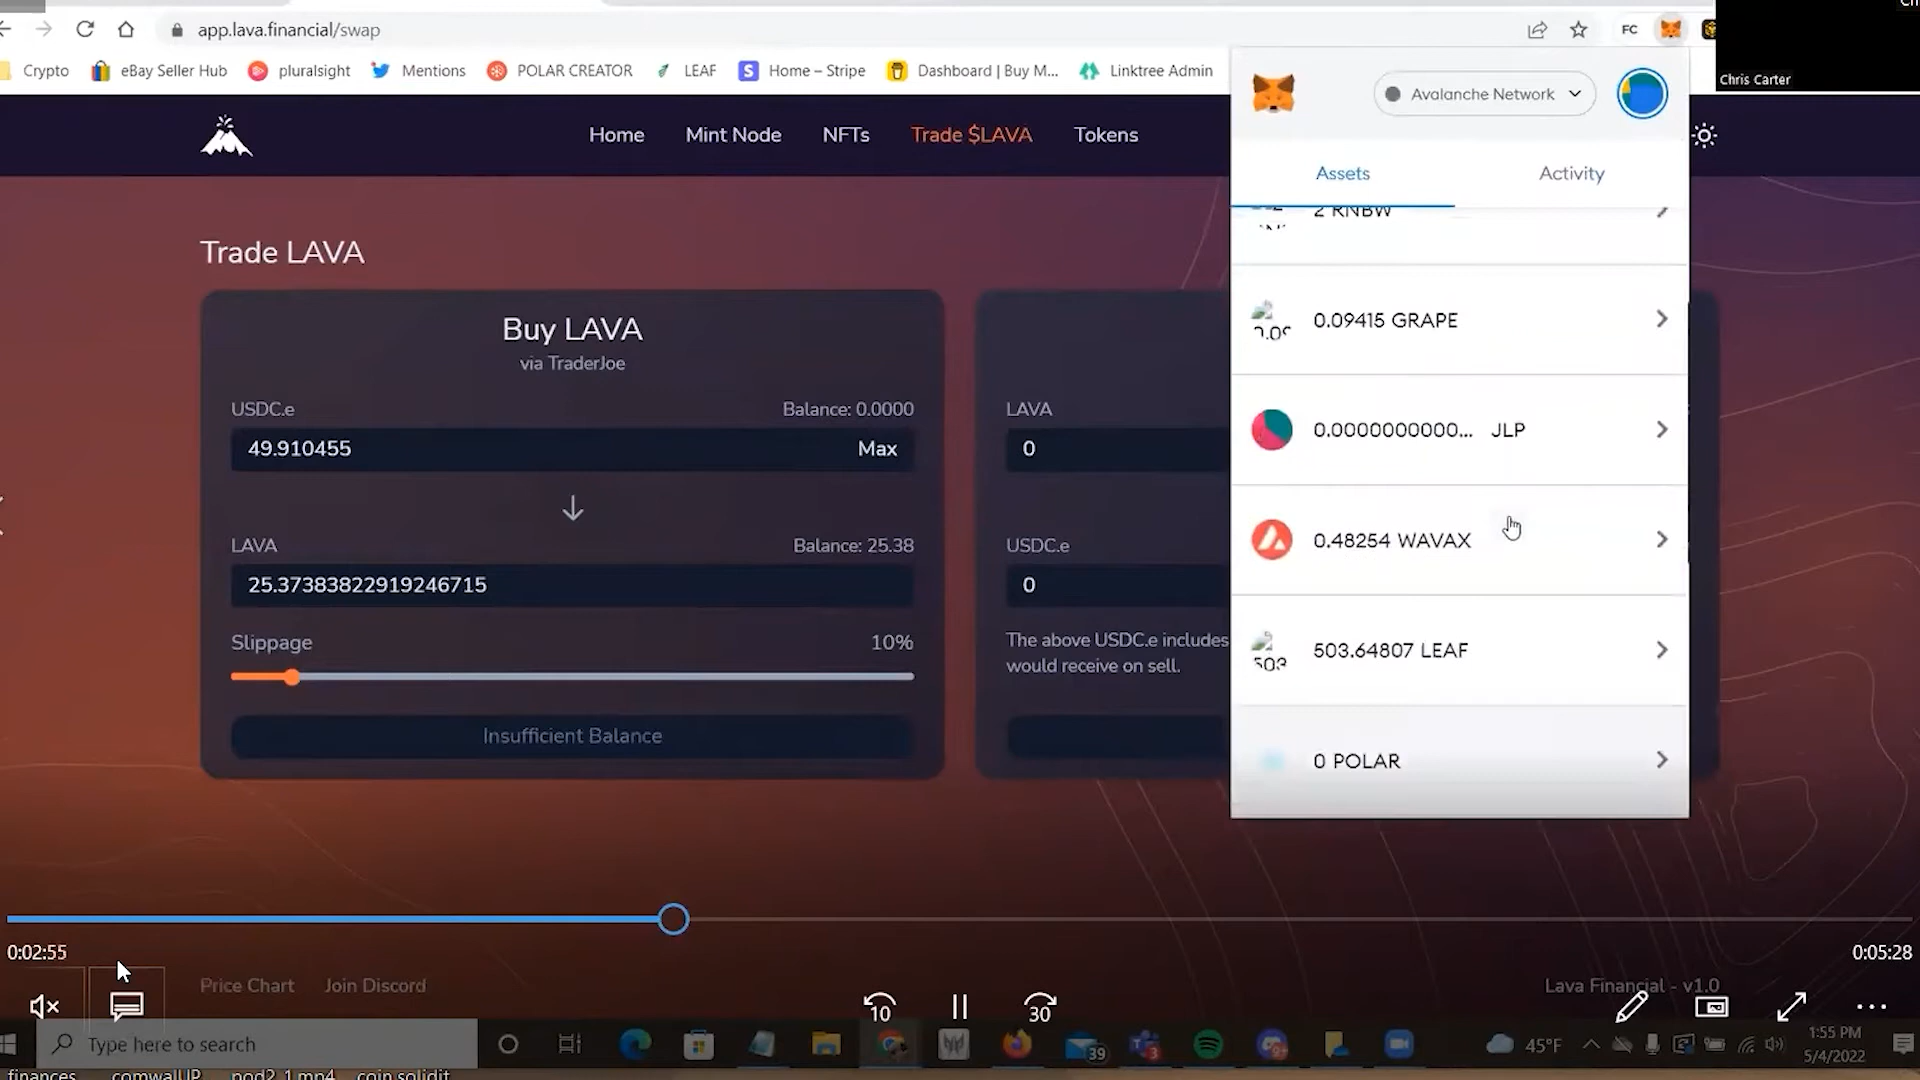 app.lava.financial/swap
FC
Chris Carter
Crypto
eBay Seller Hub
pluralsight
Mentions
POLAR CREATOR
LEAF
Home – Stripe
Dashboard | Buy M...
Linktree Admin
Home
Mint Node
NFTs
Trade $LAVA
Tokens
Avalanche Network
Assets
Activity
2 RNBW
0.09415 GRAPE
0.0000000000... JLP
0.48254 WAVAX
503.64807 LEAF
0 POLAR
Trade LAVA
Buy LAVA
via TraderJoe
USDC.e
Balance: 0.0000
49.910455
Max
LAVA
Balance: 25.38
25.37383822919246715
Slippage
10%
Insufficient Balance
LAVA
0
USDC.e
0
The above USDC.e includes
would receive on sell.
0:02:55
0:05:28
Price Chart
Join Discord
Lava Financial - v1.0
10
30
Type here to search
39
3
9+
45°F
1:55 PM
5/4/2022
finances
comwallUP
pod2_1.mp4
coin.solidit